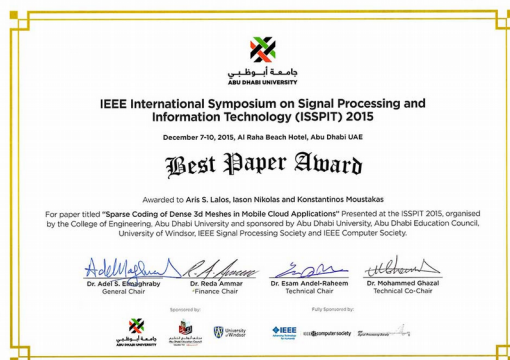 جامعة أبوظبي
ABU DHABI UNIVERSITY
IEEE International Symposium on Signal Processing and
Information Technology (ISSPIT) 2015
December 7-10, 2015, Al Raha Beach Hotel, Abu Dhabi UAE
Best Paper Award
Awarded to Aris S. Lalos, Iason Nikolas and Konstantinos Moustakas
For paper titled "Sparse Coding of Dense 3d Meshes in Mobile Cloud Applications" Presented at the ISSPIT 2015, organised
by the College of Engineering, Abu Dhabi University and sponsored by Abu Dhabi University, Abu Dhabi Education Council,
University of Windsor, IEEE Signal Processing Society and IEEE Computer Society.
Dr. Adel S. Elmaghraby Dr. Reda Ammar Dr. Esam Andel-Raheem Dr. Mohammed Ghazal
General Chair Finance Chair Technical Chair Technical Co-Chair
Sponsored by: Fully Sponsored by:
جامعة أبوظبي
ABU DHABI UNIVERSITY
University of Windsor
IEEE
IEEE computer society